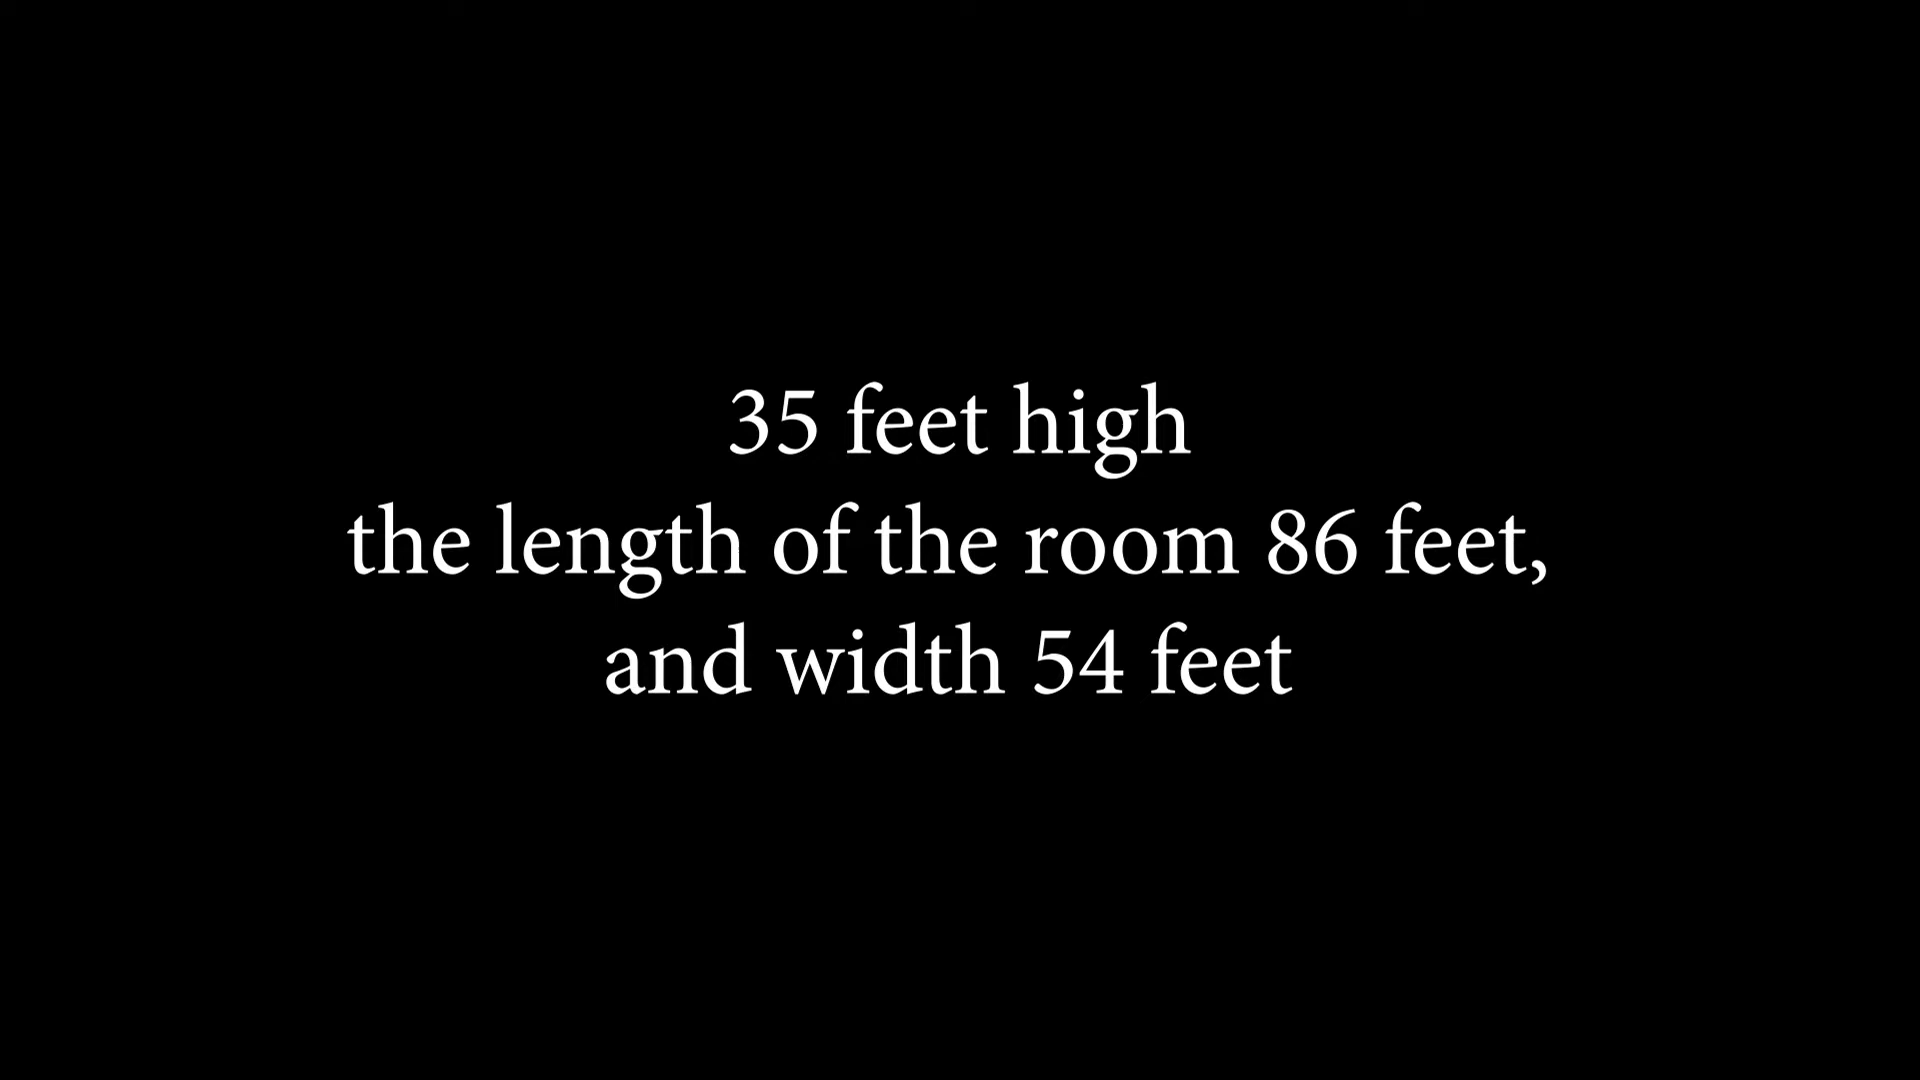 35 feet high
the length of the room 86 feet,
and width 54 feet